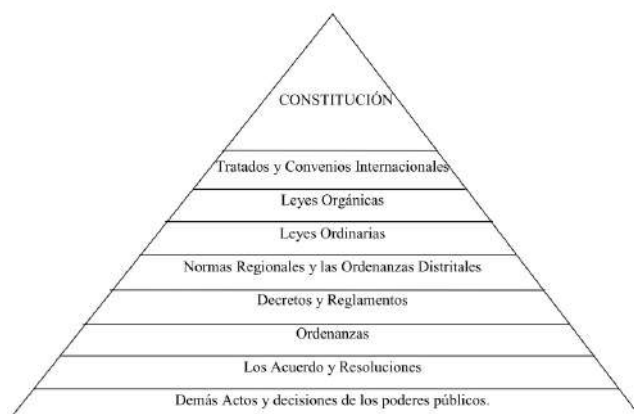 CONSTITUCIÓN
Tratados y Convenios Internacionales
Leyes Orgánicas
Leyes Ordinarias
Normas Regionales y las Ordenanzas Distritales
Decretos y Reglamentos
Ordenanzas
Los Acuerdo y Resoluciones
Demás Actos y decisiones de los poderes públicos.